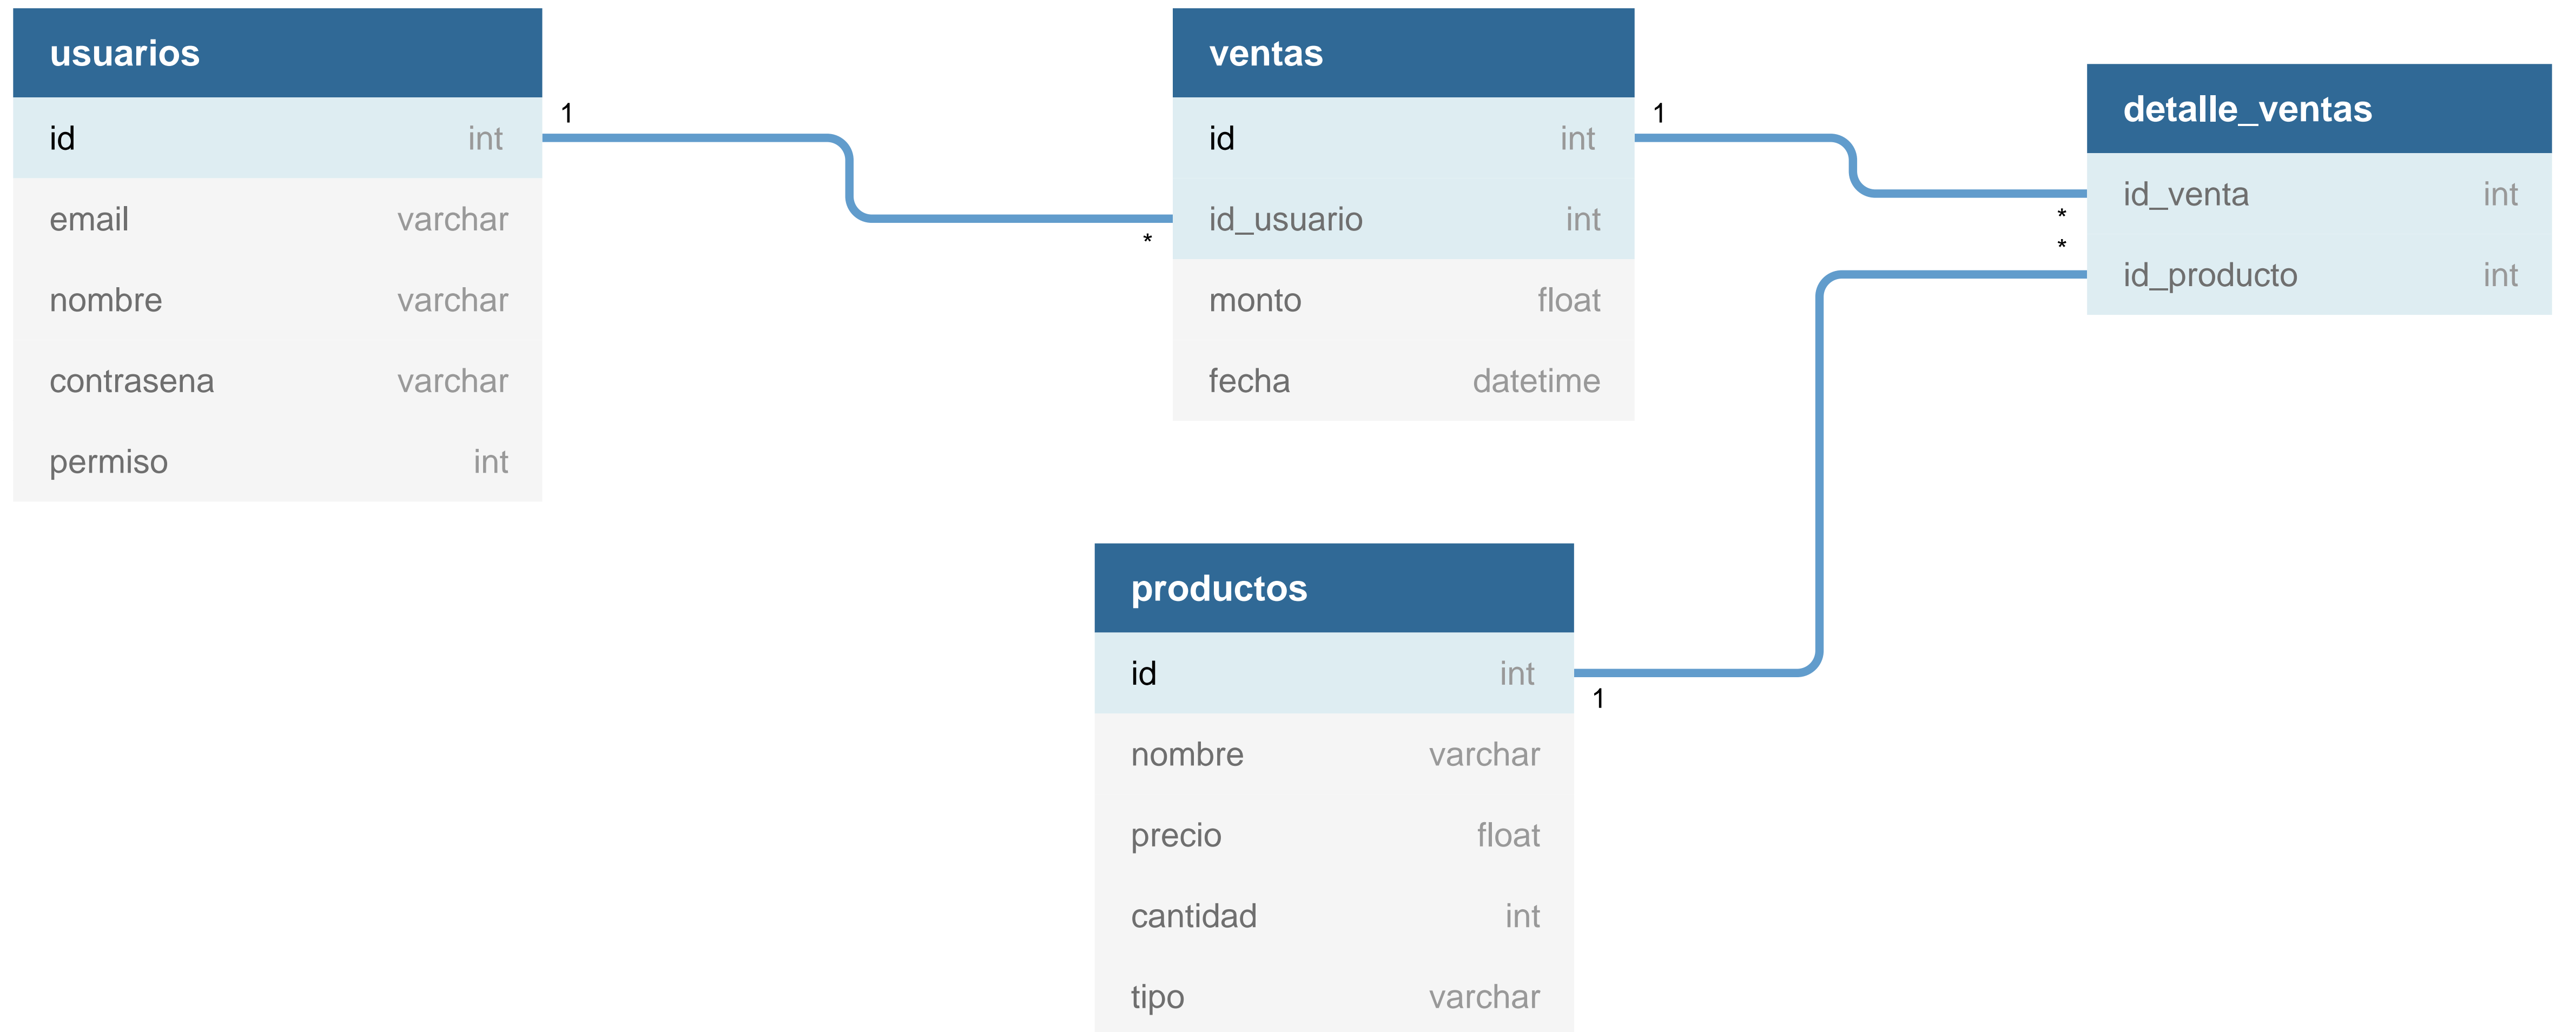 usuarios
id int
email varchar
nombre varchar
contrasena varchar
permiso int
1
*
ventas
id int
id_usuario int
monto float
fecha datetime
1
*
*
detalle_ventas
id_venta int
id_producto int
productos
id int
1
nombre varchar
precio float
cantidad int
tipo varchar